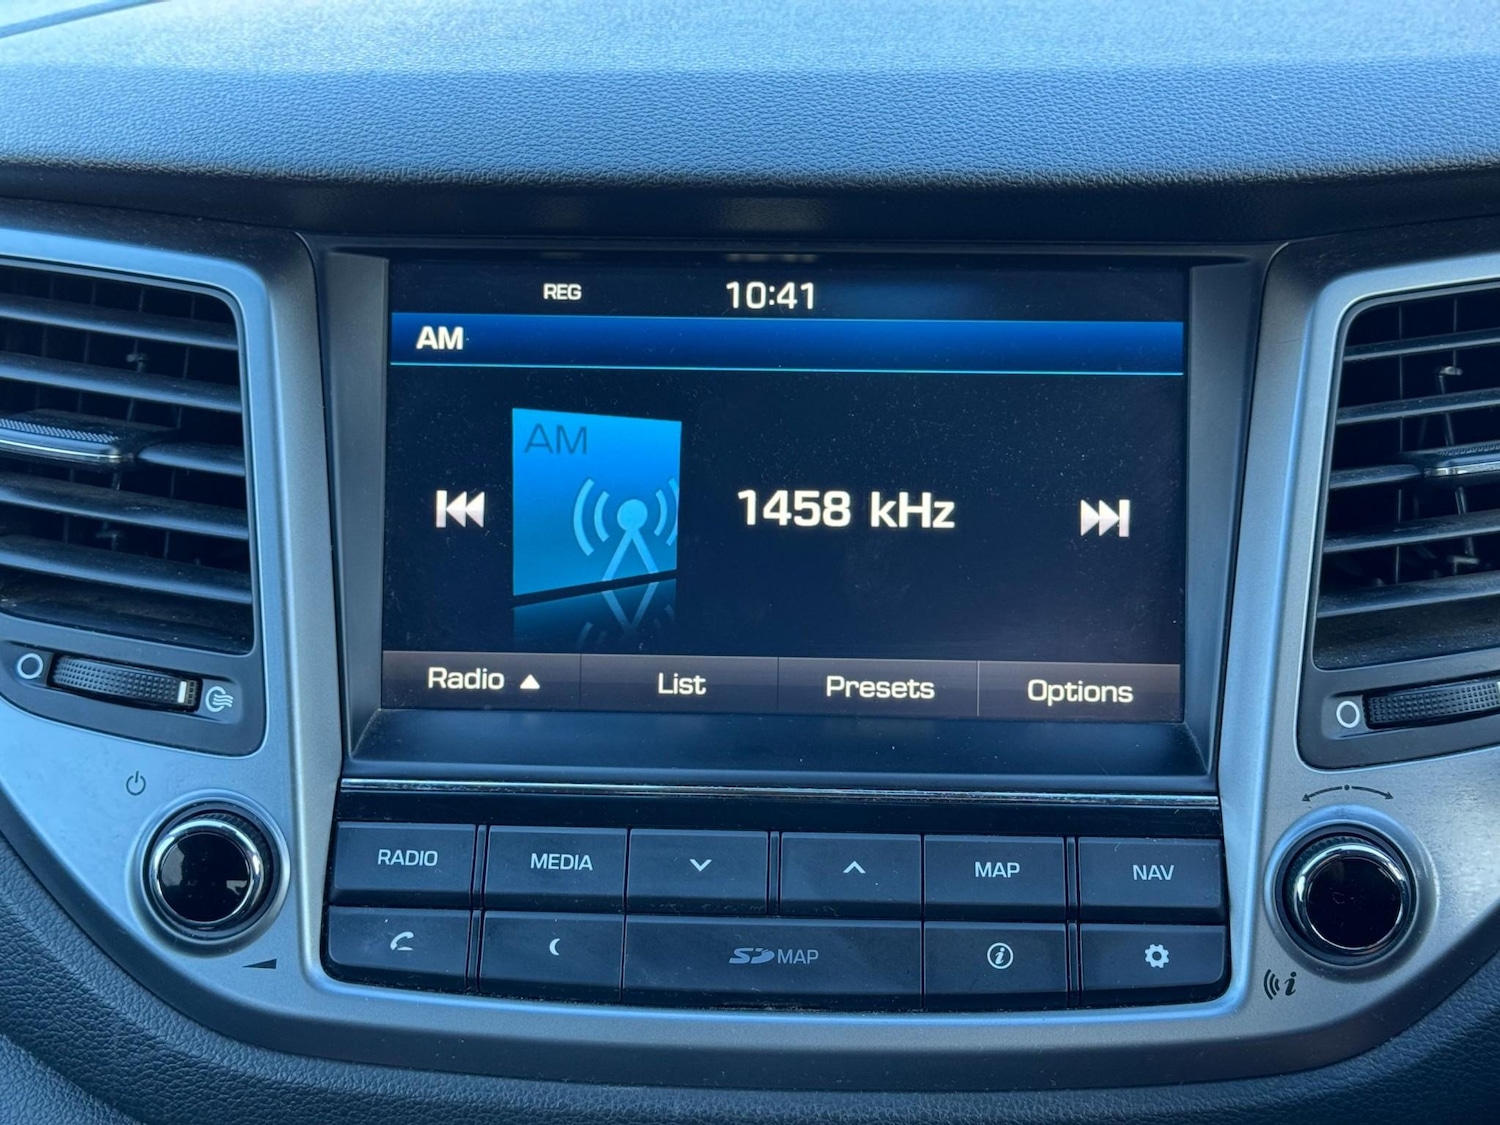 REG 10:41
AM
AM
1458 kHz
Radio List Presets Options
RADIO MEDIA MAP NAV
SD MAP
i
i